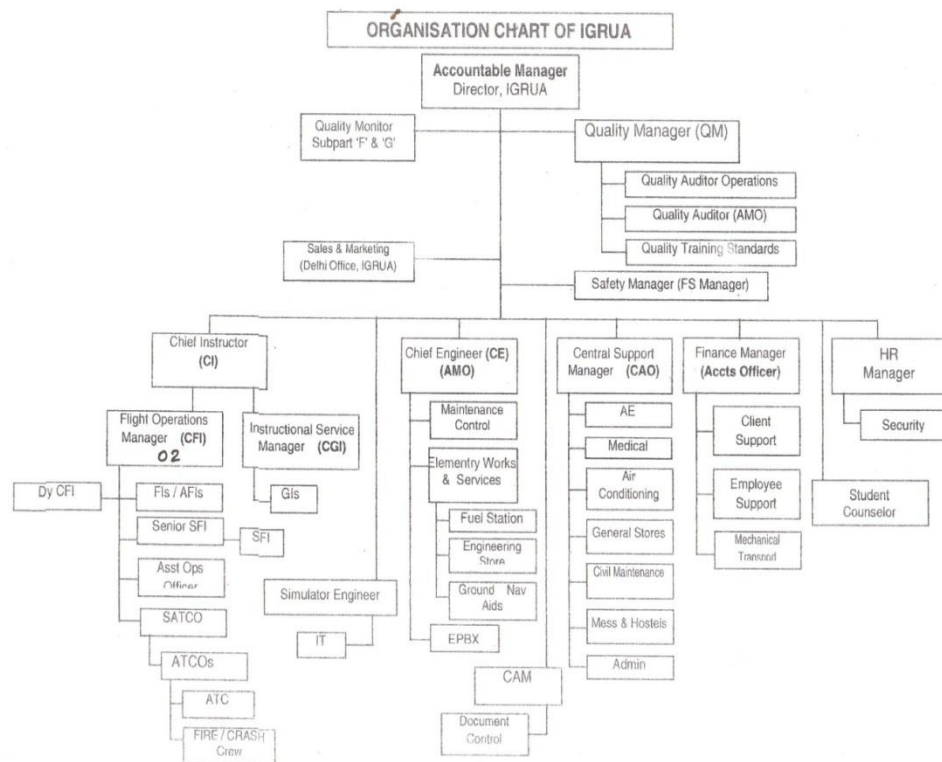 ORGANISATION CHART OF IGRUA
Accountable Manager
Director, IGRUA
Quality Monitor
Subpart 'F' & 'G'
Quality Manager (QM)
Quality Auditor Operations
Quality Auditor (AMO)
Quality Training Standards
Sales & Marketing
(Delhi Office, IGRUA)
Safety Manager (FS Manager)
Chief Instructor
(CI)
Flight Operations
Manager (CFI)
02
Instructional Service
Manager (CGI)
Dy CFI
FIs / AFIs
GIs
Senior SFI
SFI
Asst Ops
Officer
SATCO
ATCOs
ATC
FIRE / CRASH
Crew
Simulator Engineer
IT
Chief Engineer (CE)
(AMO)
Maintenance
Control
Elementry Works
& Services
Fuel Station
Engineering
Store
Ground Nav
Aids
EPBX
CAM
Document
Control
Central Support
Manager (CAO)
AE
Medical
Air
Conditioning
General Stores
Civil Maintenance
Mess & Hostels
Admin
Finance Manager
(Accts Officer)
Client
Support
Employee
Support
Mechanical
Transport
Student
Counselor
HR
Manager
Security